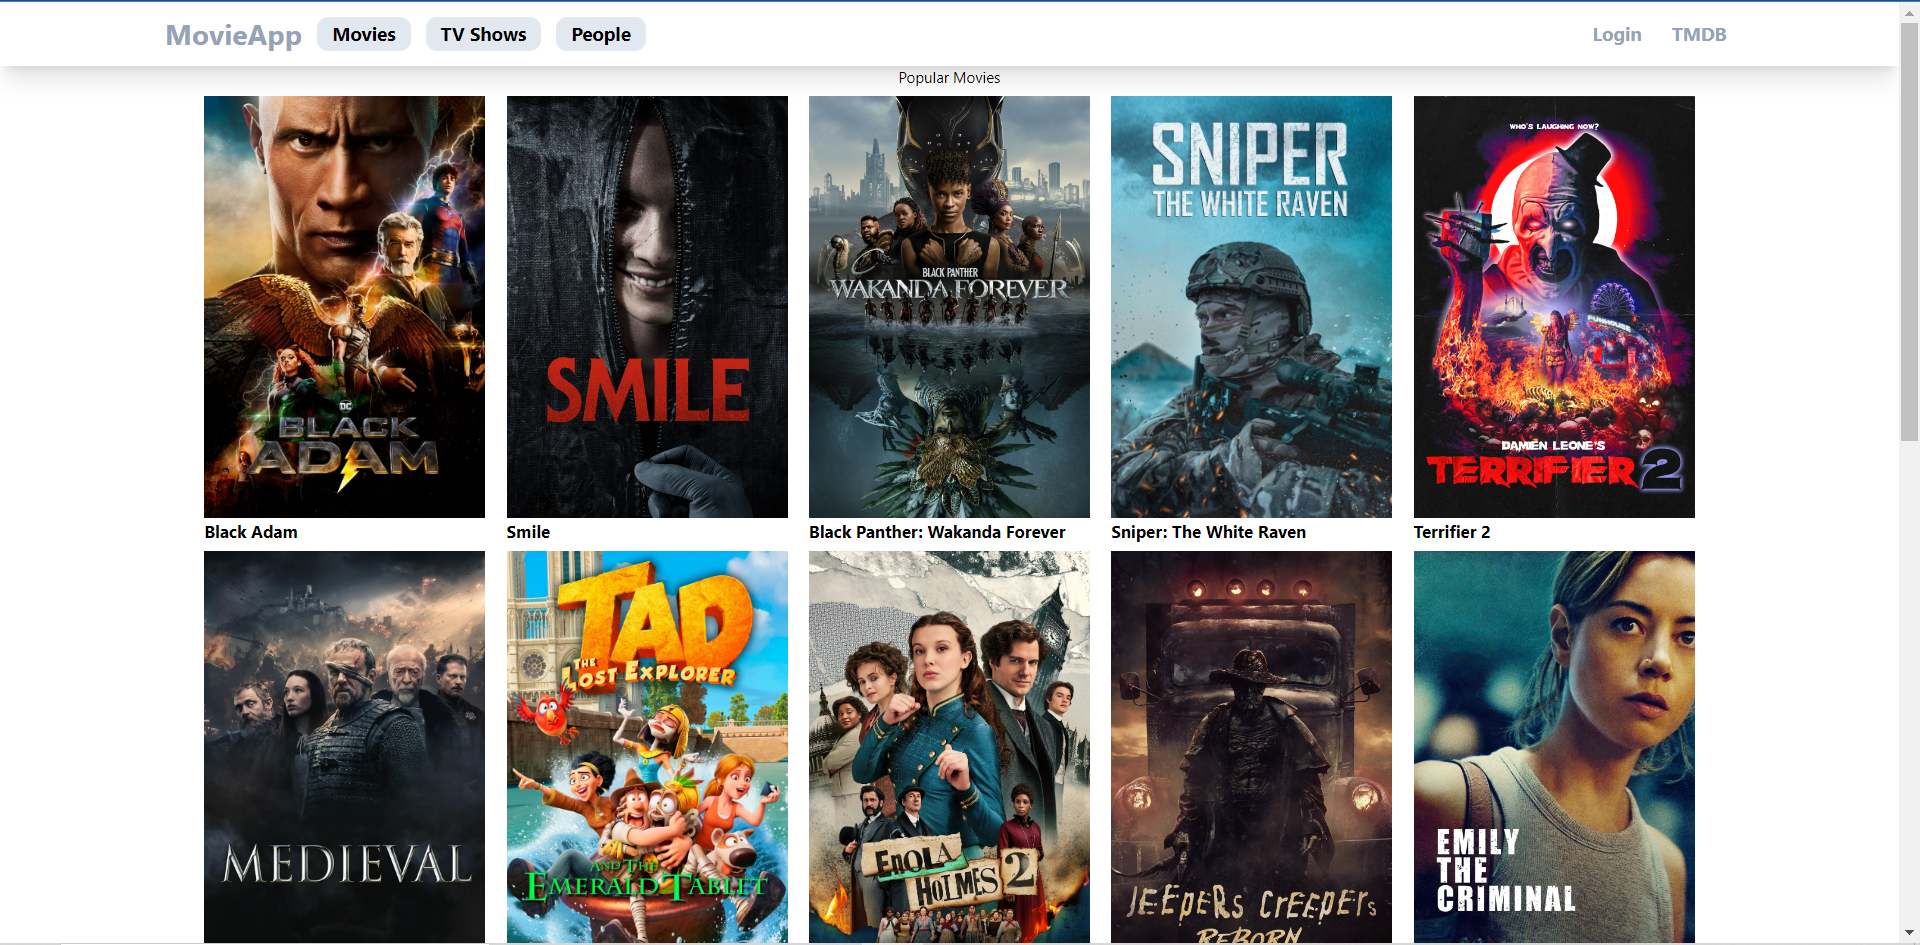 MovieApp Movies TV Shows People Login TMDB
Popular Movies
DC
BLACK
ADAM
SMILE
BLACK PANTHER
WAKANDA FOREVER
SNIPER
THE WHITE RAVEN
WHO'S LAUGHING NOW?
FUNHOUSE
DAMIEN LEONE'S
TERRIFIER 2
Black Adam
Smile
Black Panther: Wakanda Forever
Sniper: The White Raven
Terrifier 2
MEDIEVAL
TAD
THE
LOST EXPLORER
AND THE
EMERALD TABLET
ENOLA
HOLMES 2
JEEPERS CREEPERS
REBORN
EMILY
THE
CRIMINAL